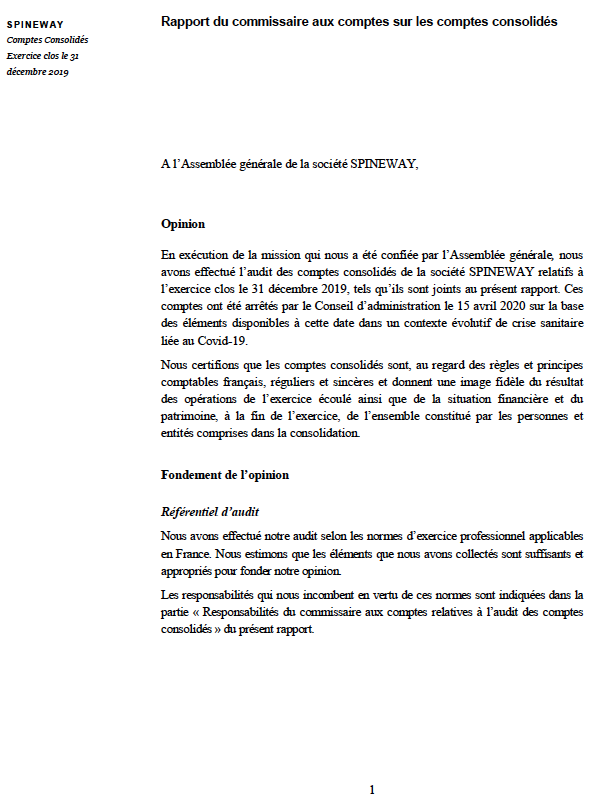 SPINEWAY
Comptes Consolidés
Exercice clos le 31
décembre 2019
Rapport du commissaire aux comptes sur les comptes consolidés
A l'Assemblée générale de la société SPINEWAY,
Opinion
En exécution de la mission qui nous a été confiée par l'Assemblée générale, nous
avons effectué l'audit des comptes consolidés de la société SPINEWAY relatifs à
l'exercice clos le 31 décembre 2019, tels qu'ils sont joints au présent rapport. Ces
comptes ont été arrêtés par le Conseil d'administration le 15 avril 2020 sur la base
des éléments disponibles à cette date dans un contexte évolutif de crise sanitaire
liée au Covid-19.
Nous certifions que les comptes consolidés sont, au regard des règles et principes
comptables français, réguliers et sincères et donnent une image fidèle du résultat
des opérations de l'exercice écoulé ainsi que de la situation financière et du
patrimoine, à la fin de l'exercice, de l'ensemble constitué par les personnes et
entités comprises dans la consolidation.
Fondement de l'opinion
Référentiel d'audit
Nous avons effectué notre audit selon les normes d'exercice professionnel applicables
en France. Nous estimons que les éléments que nous avons collectés sont suffisants et
appropriés pour fonder notre opinion.
Les responsabilités qui nous incombent en vertu de ces normes sont indiquées dans la
partie « Responsabilités du commissaire aux comptes relatives à l'audit des comptes
consolidés » du présent rapport.
1